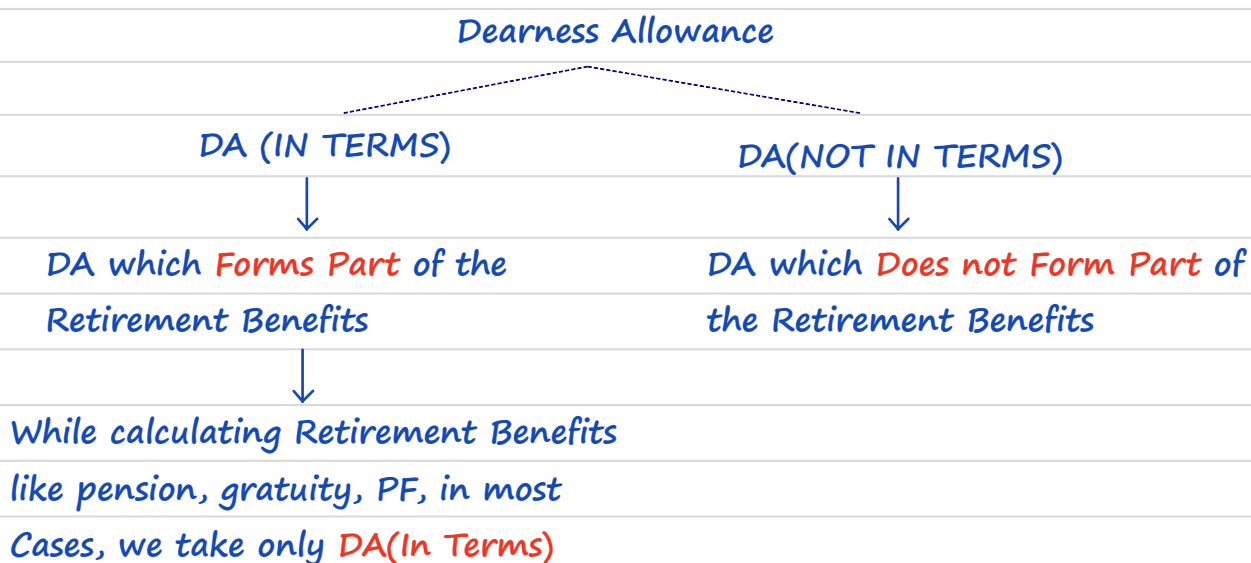 Dearness Allowance
DA (IN TERMS)
DA(NOT IN TERMS)
DA which Forms Part of the
Retirement Benefits
DA which Does not Form Part of
the Retirement Benefits
While calculating Retirement Benefits
like pension, gratuity, PF, in most
Cases, we take only DA(In Terms)